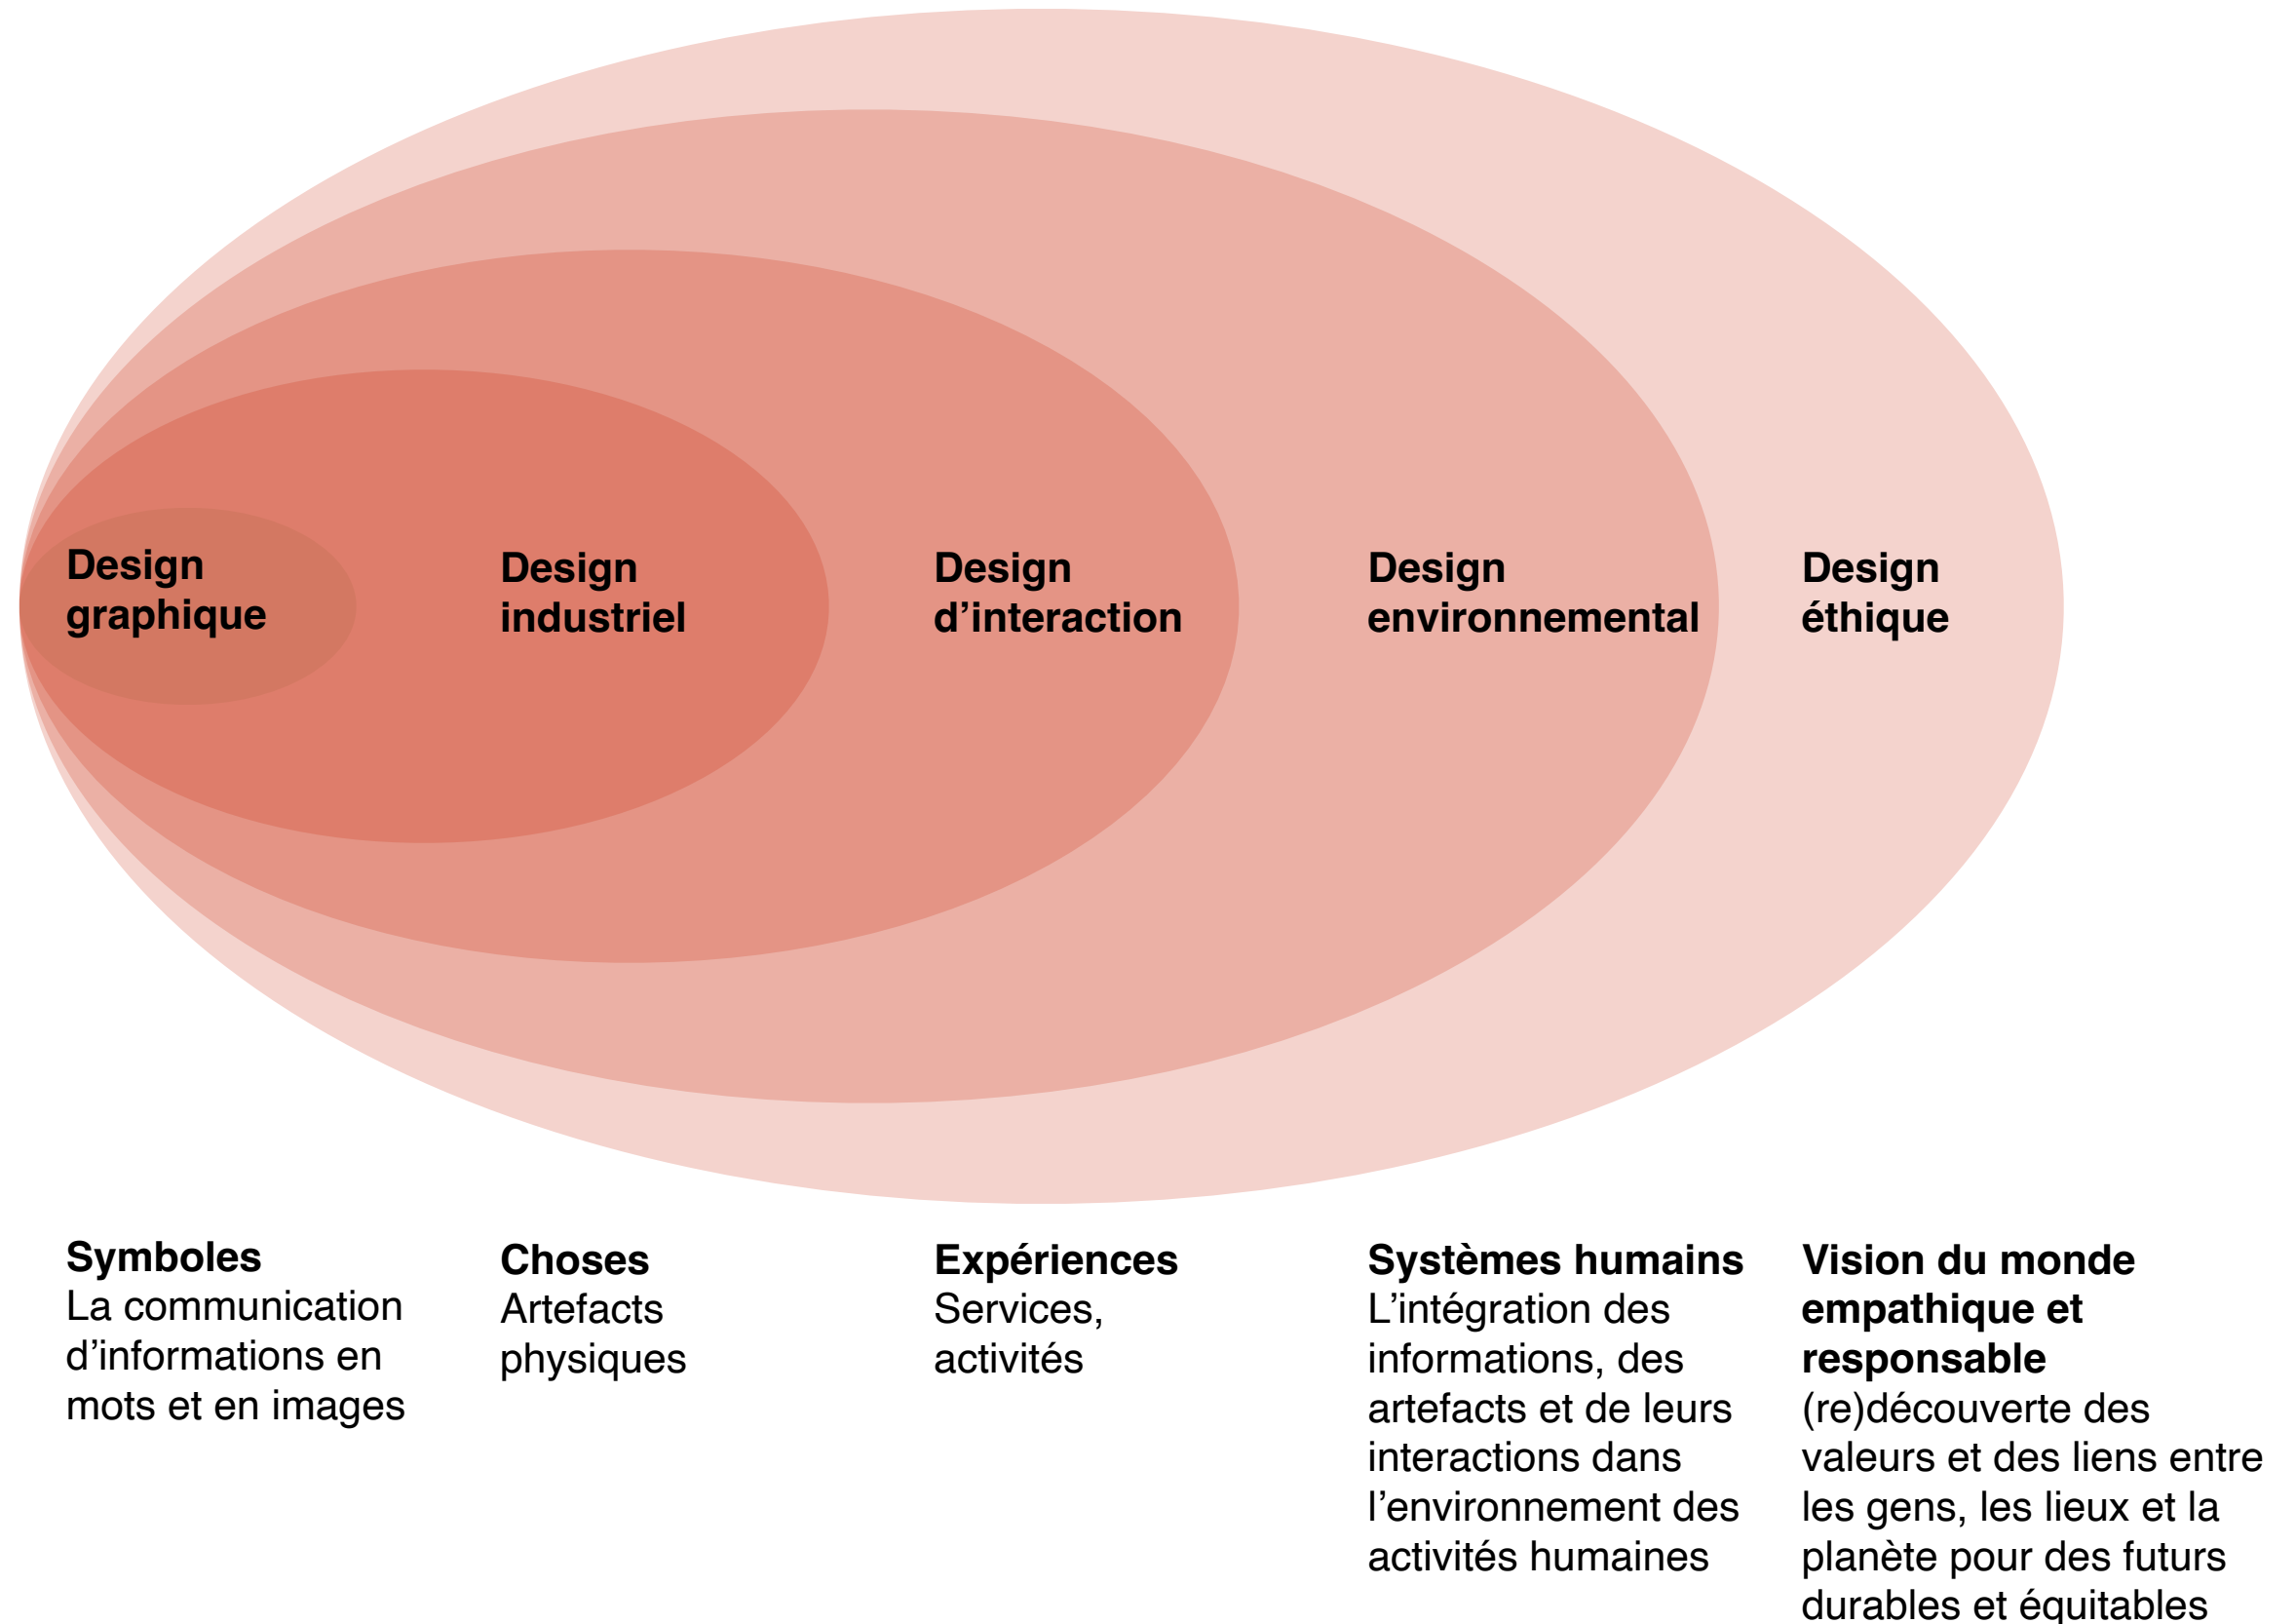 Design
graphique
Design
industriel
Design
d’interaction
Design
environnemental
Design
éthique
Symboles
La communication
d’informations en
mots et en images
Choses
Artefacts
physiques
Expériences
Services,
activités
Systèmes humains
L’intégration des
informations, des
artefacts et de leurs
interactions dans
l’environnement des
activités humaines
Vision du monde
empathique et
responsable
(re)découverte des
valeurs et des liens entre
les gens, les lieux et la
planète pour des futurs
durables et équitables